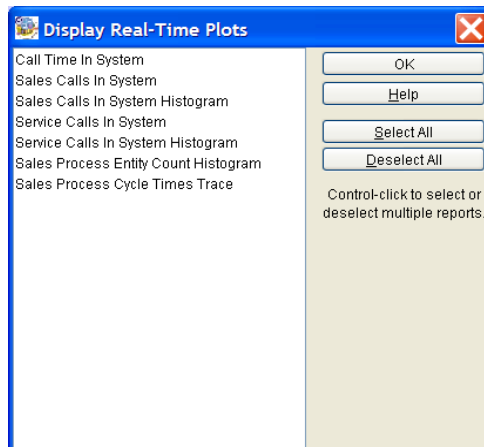 Display Real-Time Plots
Call Time In System
Sales Calls In System
Sales Calls In System Histogram
Service Calls In System
Service Calls In System Histogram
Sales Process Entity Count Histogram
Sales Process Cycle Times Trace
OK
Help
Select All
Deselect All
Control-click to select or
deselect multiple reports.